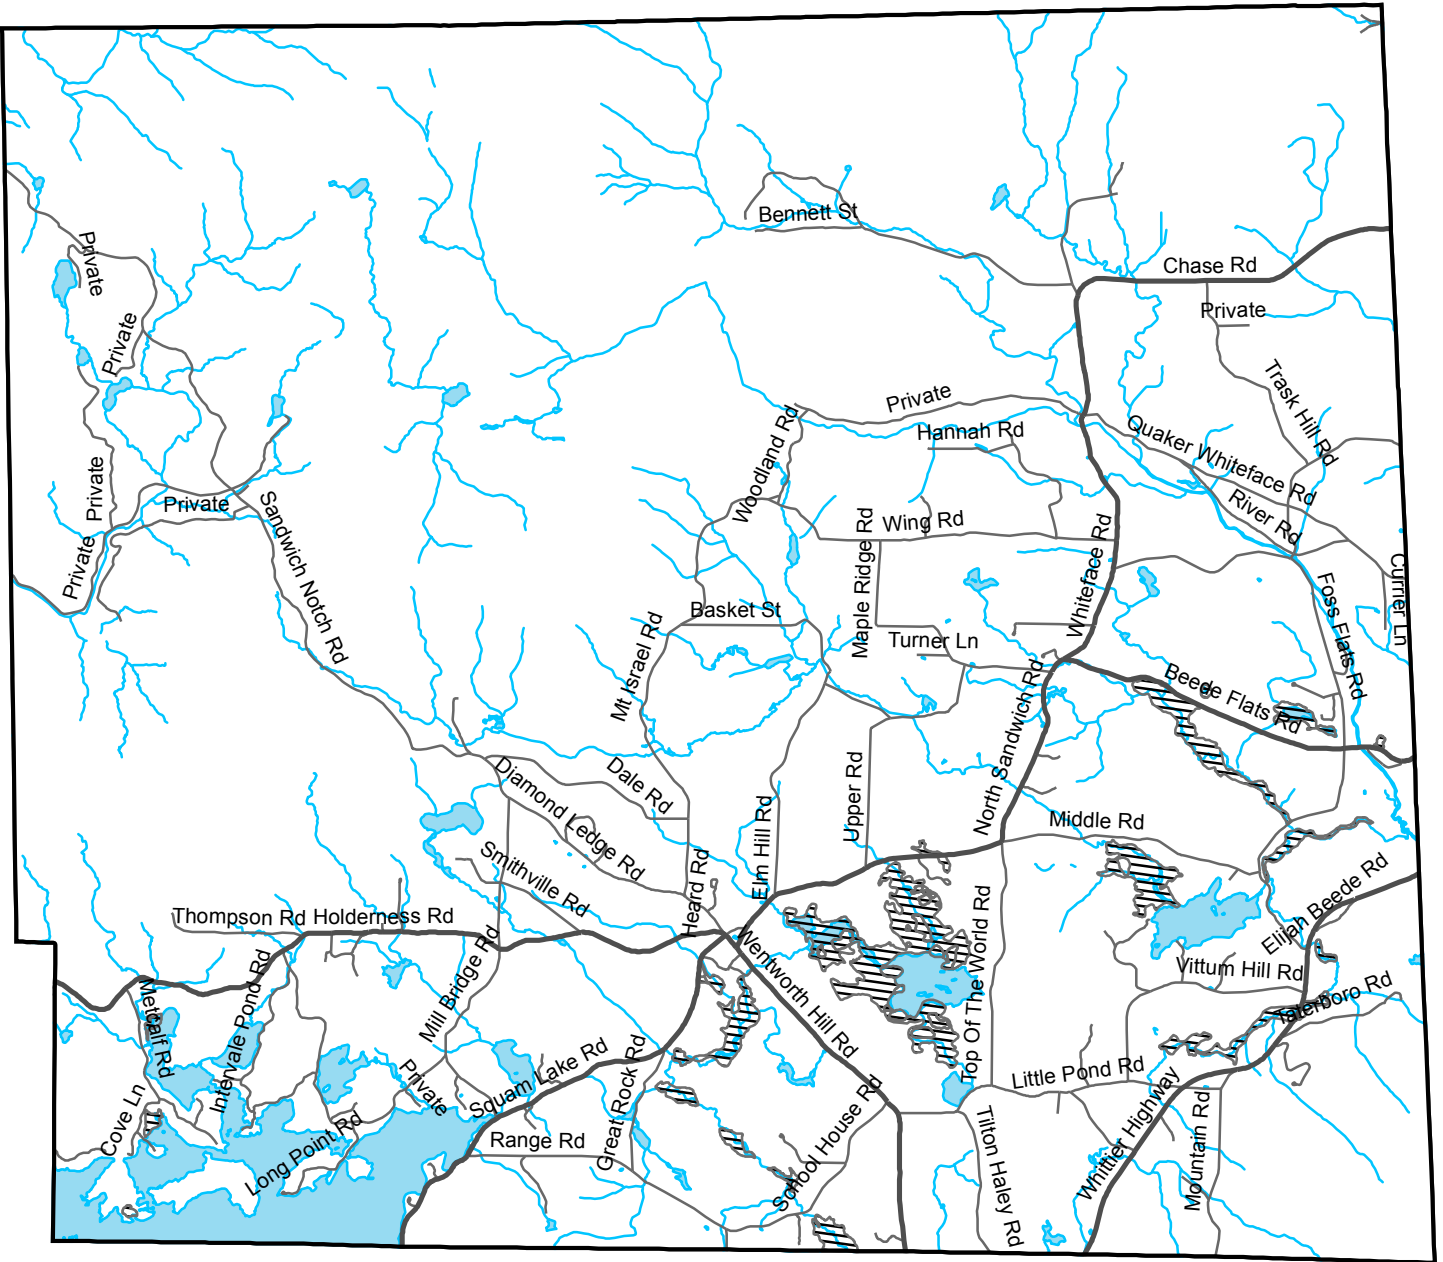 Bennett St
Private
Chase Rd
Private
Private
Trask Hill Rd
Private
Hannah Rd
Quaker Whiteface Rd
Woodland Rd
Private
Private
Sandwich Notch Rd
River Rd
Wing Rd
Maple Ridge Rd
Whiteface Rd
Private
Currier Ln
Foss Flats Rd
Basket St
Turner Ln
Mt Israel Rd
Beede Flats Rd
North Sandwich Rd
Diamond Ledge Rd
Dale Rd
Upper Rd
Elm Hill Rd
Middle Rd
Smithville Rd
Heard Rd
Thompson Rd
Holderness Rd
Elijah Beede Rd
Top Of The World Rd
Wentworth Hill Rd
Vittum Hill Rd
Taterboro Rd
Metcalf Rd
Intervale Pond Rd
Mill Bridge Rd
Private
Squam Lake Rd
Great Rock Rd
Little Pond Rd
Cove Ln
Long Point Rd
Range Rd
School House Rd
Tilton Haley Rd
Whittier Highway
Mountain Rd